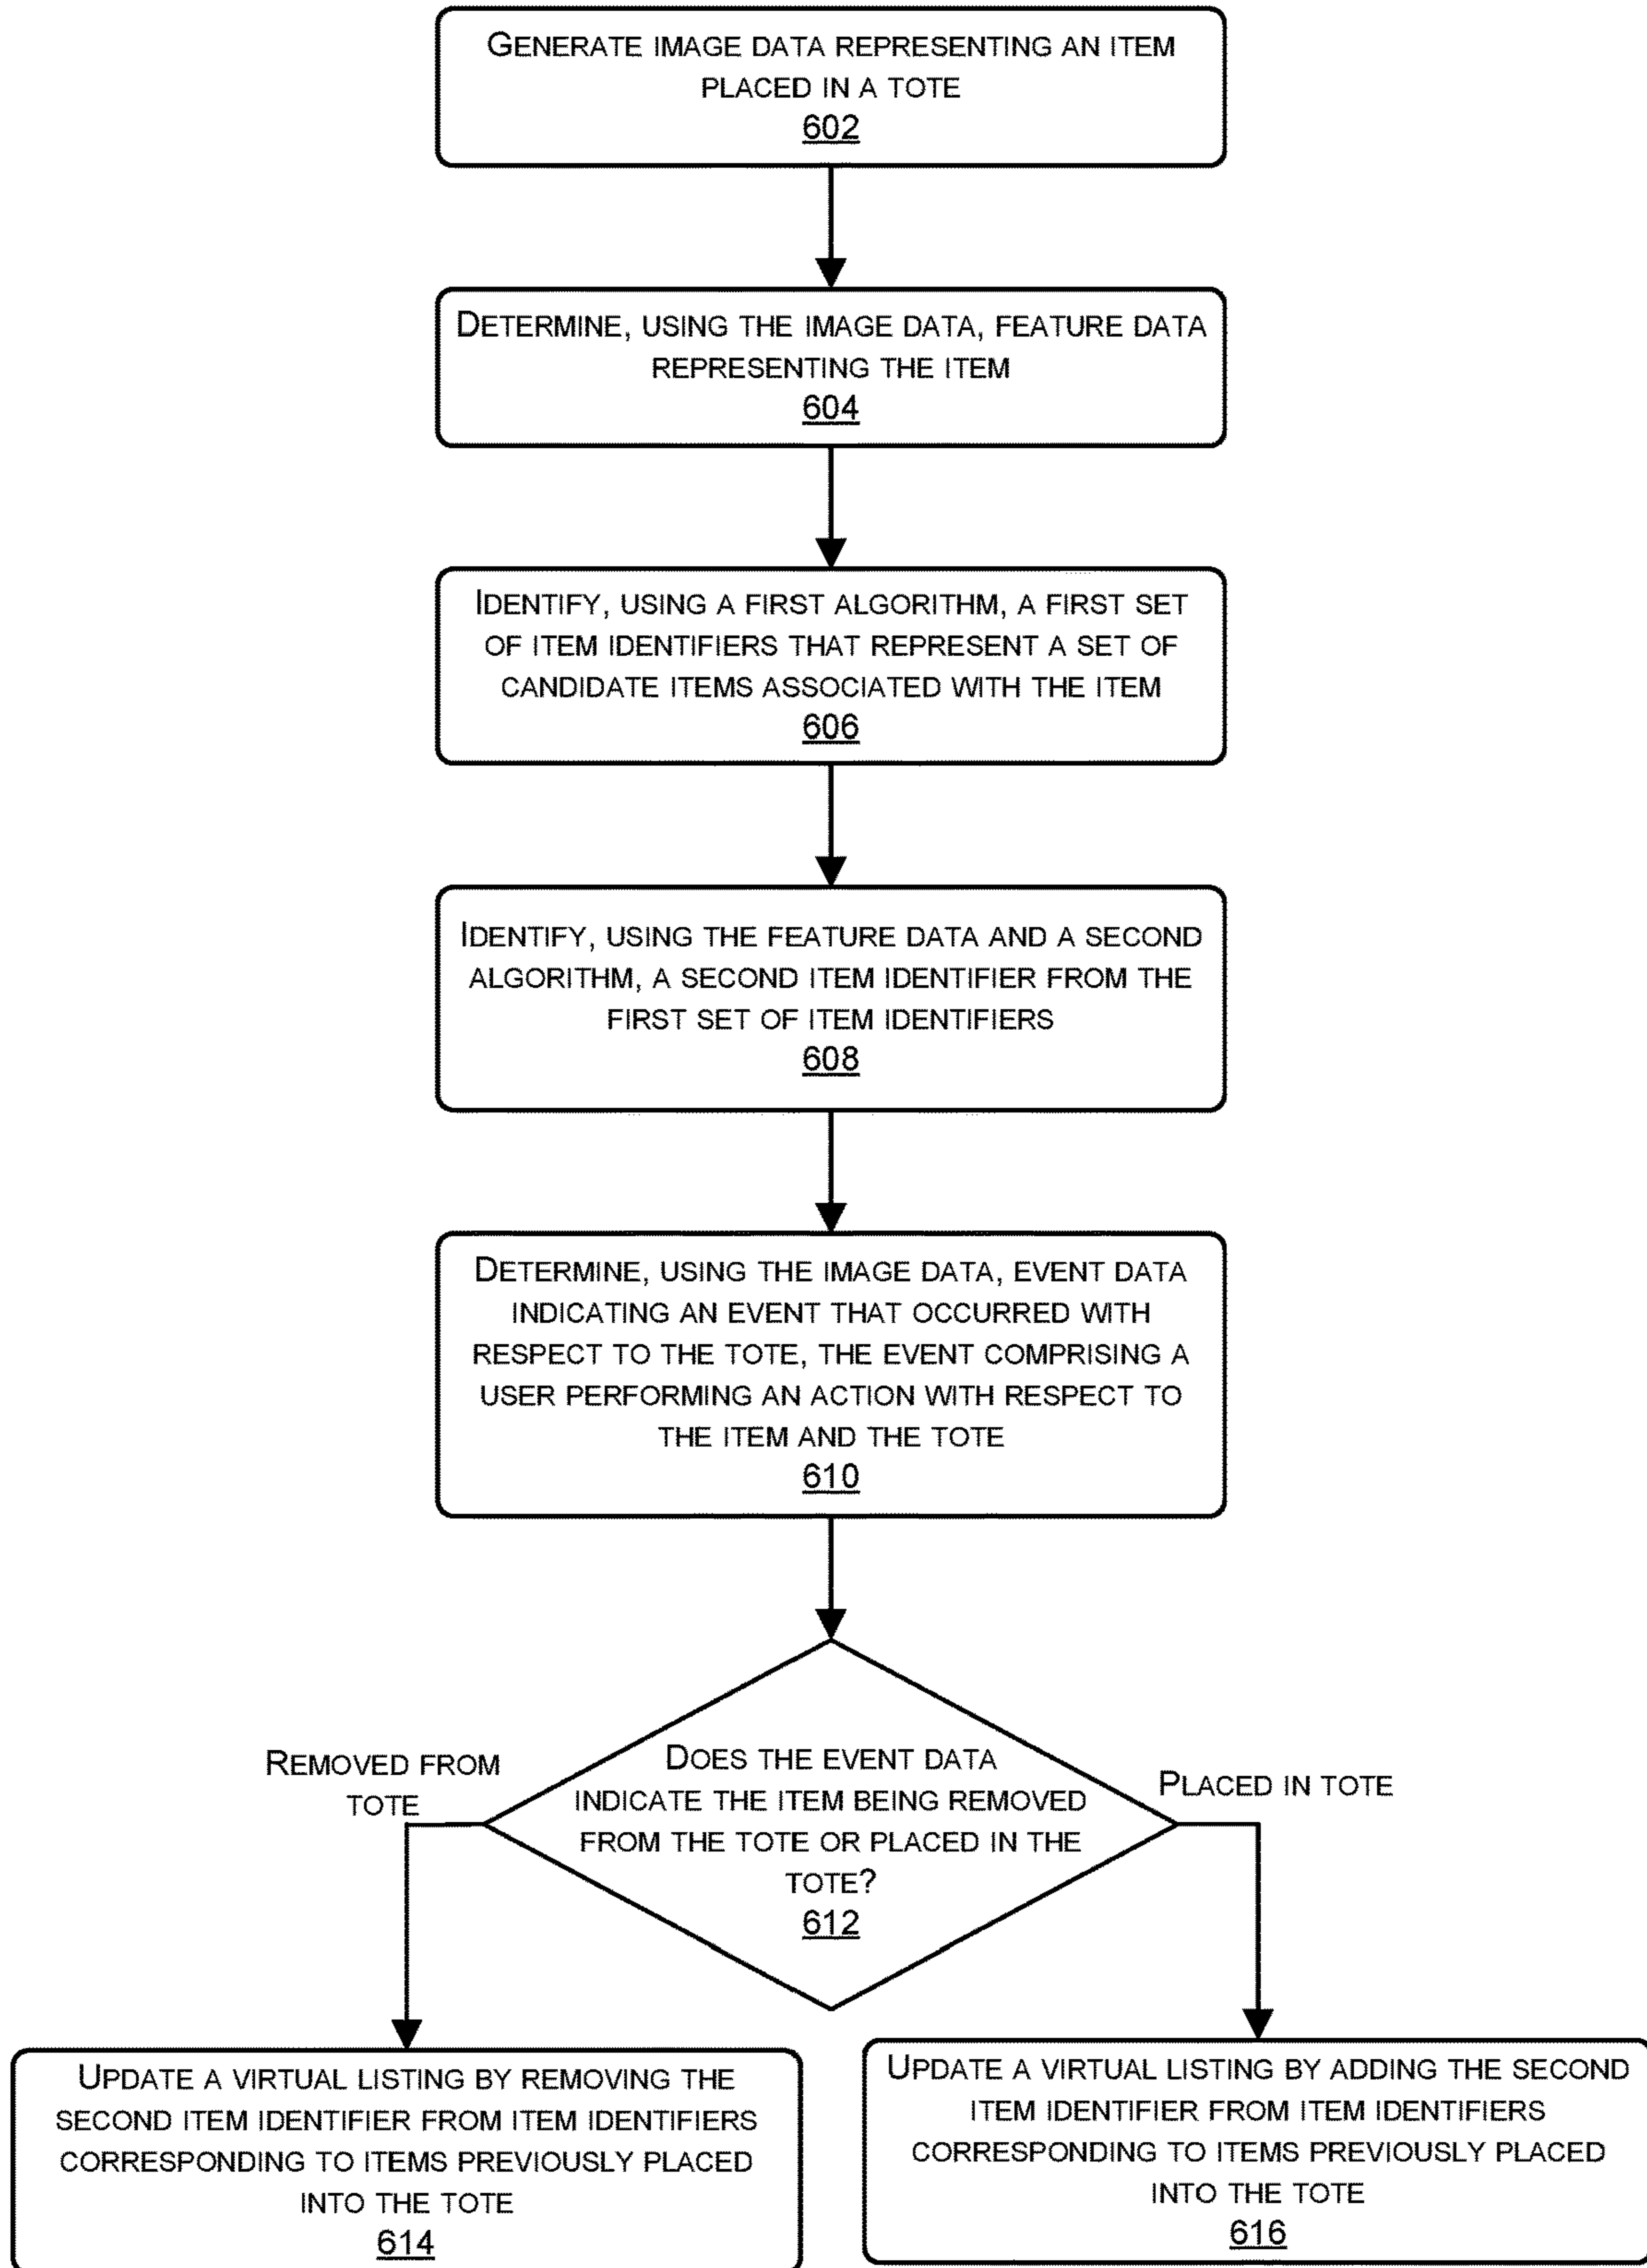 GENERATE IMAGE DATA REPRESENTING AN ITEM
PLACED IN A TOTE
602
DETERMINE, USING THE IMAGE DATA, FEATURE DATA
REPRESENTING THE ITEM
604
IDENTIFY, USING A FIRST ALGORITHM, A FIRST SET
OF ITEM IDENTIFIERS THAT REPRESENT A SET OF
CANDIDATE ITEMS ASSOCIATED WITH THE ITEM
606
IDENTIFY, USING THE FEATURE DATA AND A SECOND
ALGORITHM, A SECOND ITEM IDENTIFIER FROM THE
FIRST SET OF ITEM IDENTIFIERS
608
DETERMINE, USING THE IMAGE DATA, EVENT DATA
INDICATING AN EVENT THAT OCCURRED WITH
RESPECT TO THE TOTE, THE EVENT COMPRISING A
USER PERFORMING AN ACTION WITH RESPECT TO
THE ITEM AND THE TOTE
610
REMOVED FROM
TOTE
DOES THE EVENT DATA
INDICATE THE ITEM BEING REMOVED
FROM THE TOTE OR PLACED IN THE
TOTE?
612
PLACED IN TOTE
UPDATE A VIRTUAL LISTING BY REMOVING THE
SECOND ITEM IDENTIFIER FROM ITEM IDENTIFIERS
CORRESPONDING TO ITEMS PREVIOUSLY PLACED
INTO THE TOTE
614
UPDATE A VIRTUAL LISTING BY ADDING THE SECOND
ITEM IDENTIFIER FROM ITEM IDENTIFIERS
CORRESPONDING TO ITEMS PREVIOUSLY PLACED
INTO THE TOTE
616